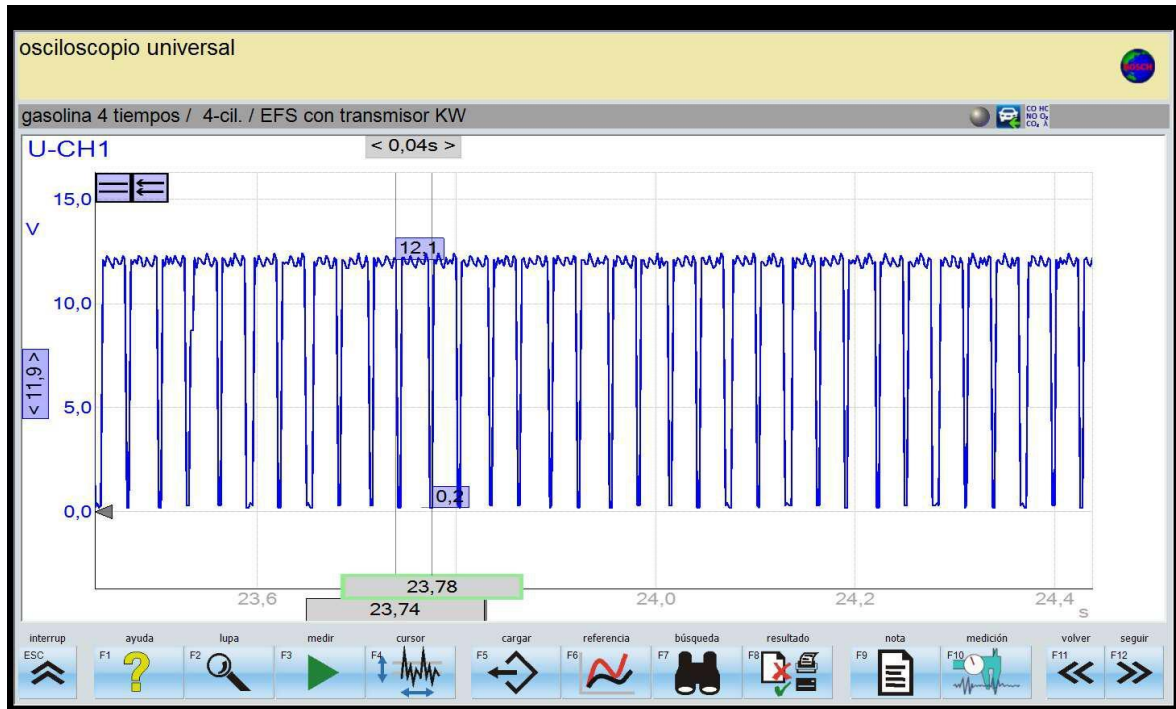 osciloscopio universal
BOSCH
gasolina 4 tiempos / 4-cil. / EFS con transmisor KW
CO HC
NO O₂
CO₂ λ
U-CH1
< 0,04s >
15,0
V
12,1
10,0
< 11,9 >
5,0
0,2
0,0
23,78
23,6
24,0
24,2
24,4
23,74
s
interrup
ayuda
lupa
medir
cursor
cargar
referencia
búsqueda
resultado
nota
medición
volver
seguir
ESC
F1
F2
F3
F4
F5
F6
F7
F8
F9
F10
F11
F12